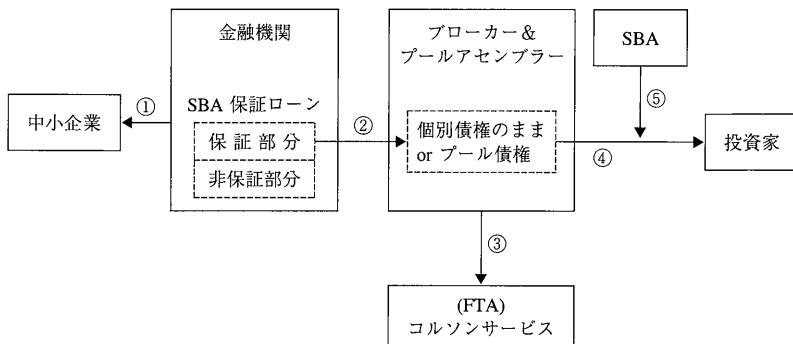 金融機関
ブローカー＆
プールアセンブラー
SBA
SBA 保証ローン
①
②
⑤
中小企業
保 証 部 分
個別債権のまま
or プール債権
④
投資家
非保証部分
③
(FTA)
コルソンサービス